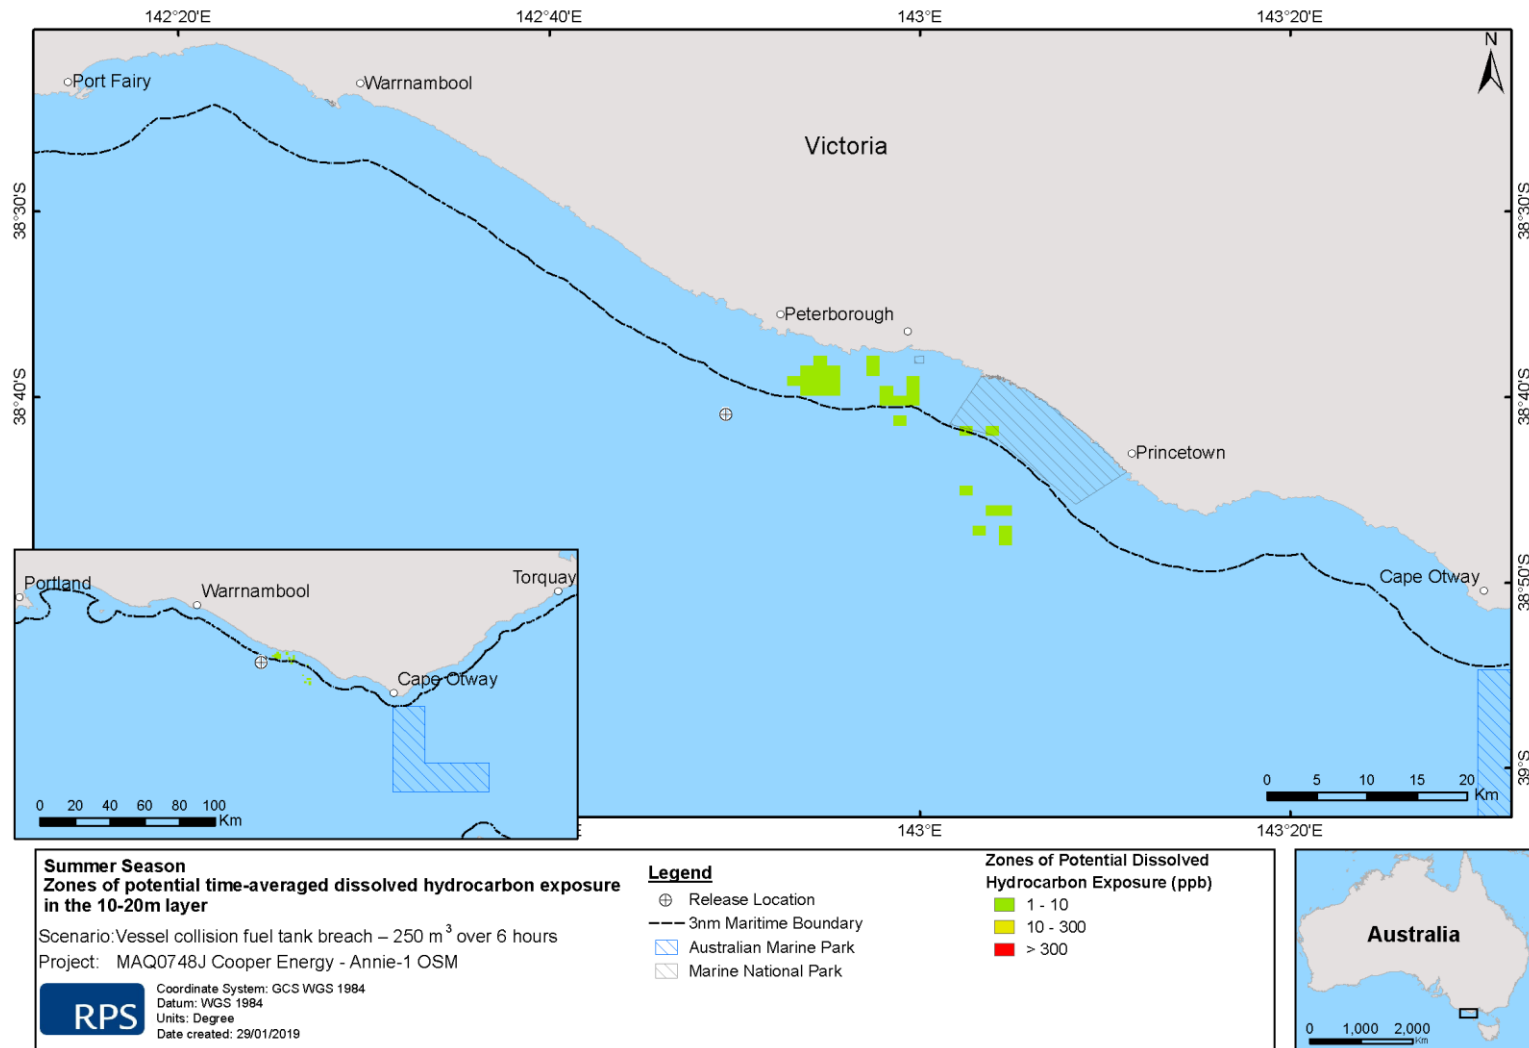 142°20'E
142°40'E
143°E
143°20'E
N
Port Fairy
Warrnambool
Victoria
38°30'S
38°30'S
Peterborough
38°40'S
38°40'S
Princetown
Portland
Warrnambool
Torquay
Cape Otway
38°50'S
Cape Otway
39°S
0 5 10 15 20
Km
0 20 40 60 80 100
Km
143°E
143°20'E
Summer Season
Zones of potential time-averaged dissolved hydrocarbon exposure
in the 10-20m layer
Scenario: Vessel collision fuel tank breach – 250 m³ over 6 hours
Project: MAQ0748J Cooper Energy - Annie-1 OSM
RPS
Coordinate System: GCS WGS 1984
Datum: WGS 1984
Units: Degree
Date created: 29/01/2019
Legend
Release Location
3nm Maritime Boundary
Australian Marine Park
Marine National Park
Zones of Potential Dissolved
Hydrocarbon Exposure (ppb)
1 - 10
10 - 300
> 300
Australia
0 1,000 2,000
Km